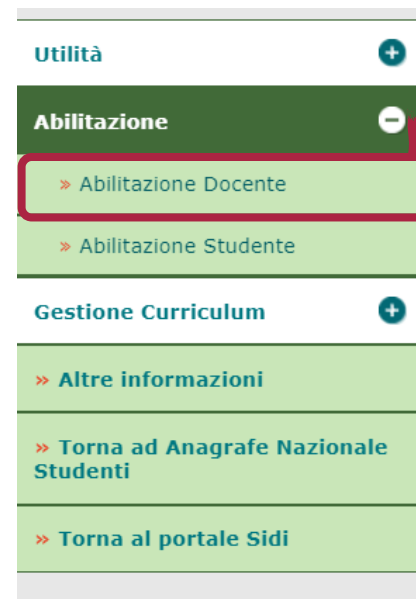 Utilità
Abilitazione
» Abilitazione Docente
» Abilitazione Studente
Gestione Curriculum
» Altre informazioni
» Torna ad Anagrafe Nazionale
Studenti
» Torna al portale Sidi